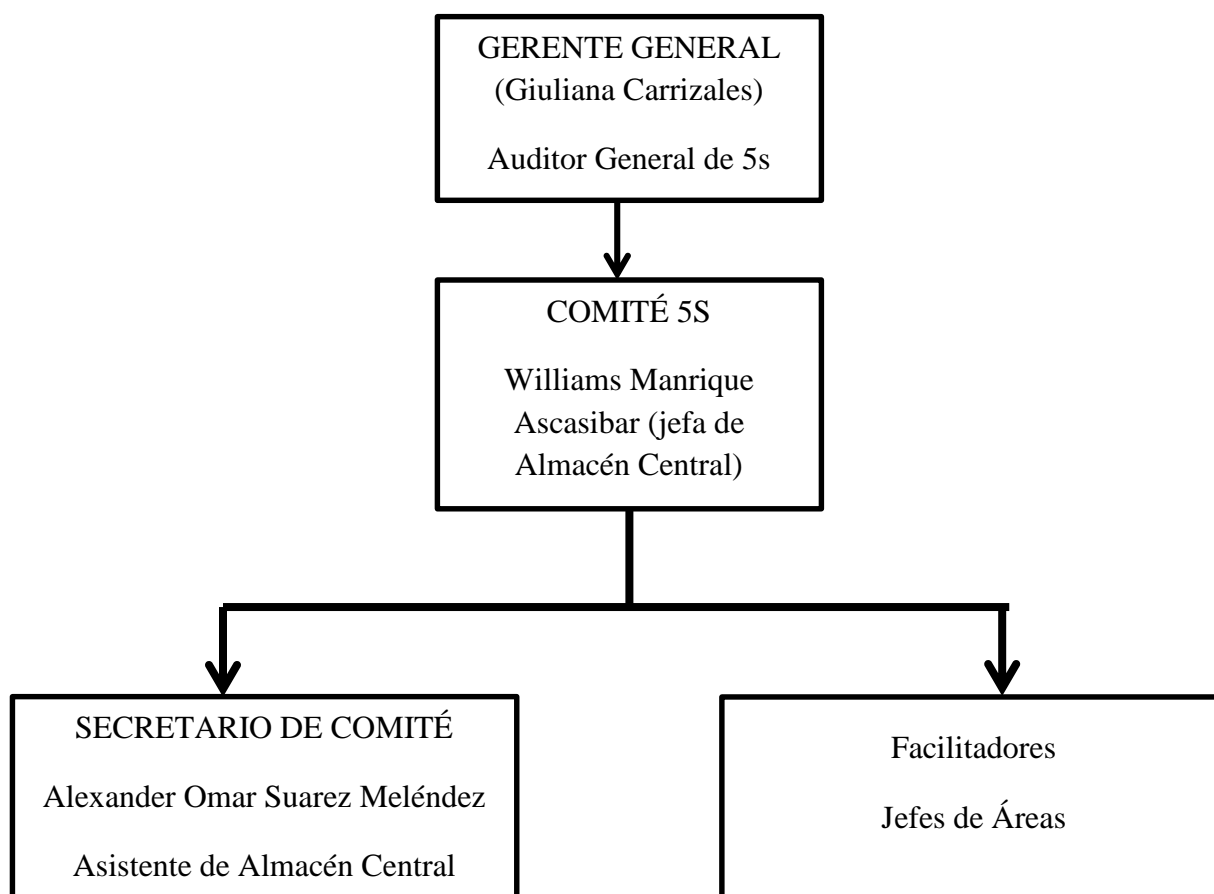 GERENTE GENERAL
(Giuliana Carrizales)
Auditor General de 5s
COMITÉ 5S
Williams Manrique
Ascasibar (jefa de
Almacén Central)
SECRETARIO DE COMITÉ
Alexander Omar Suarez Meléndez
Asistente de Almacén Central
Facilitadores
Jefes de Áreas